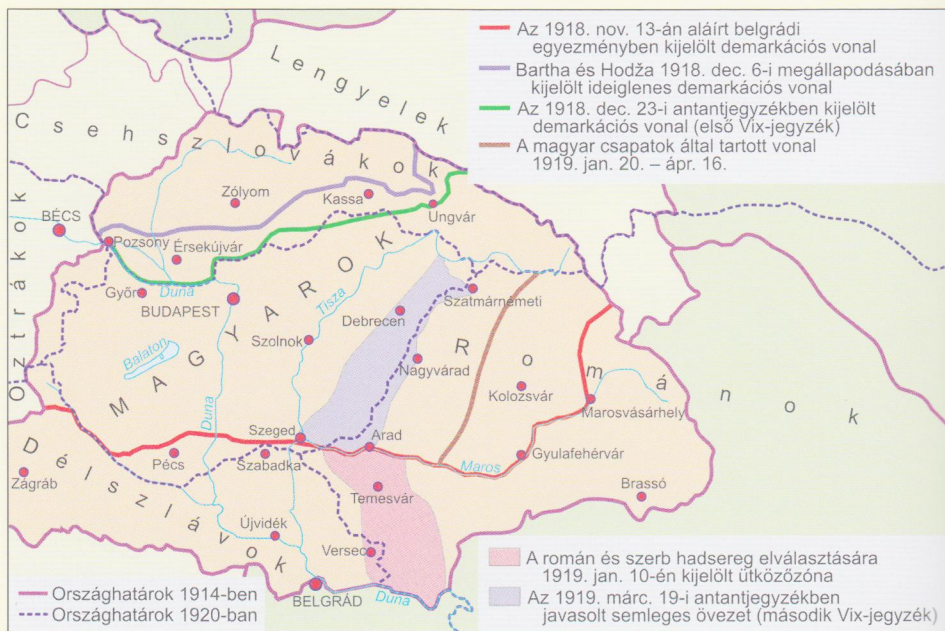 Az 1918. nov. 13-án aláírt belgrádi
egyezményben kijelölt demarkációs vonal
Bartha és Hodža 1918. dec. 6-i megállapodásában
kijelölt ideiglenes demarkációs vonal
Az 1918. dec. 23-i antantjegyzékben kijelölt
demarkációs vonal (első Vix-jegyzék)
A magyar csapatok által tartott vonal
1919. jan. 20. – ápr. 16.
Lengyelek
Csehszlovákok
Osztrákok
MAGYAROK
Románok
Délszlávok
BÉCS
Pozsony
Zólyom
Kassa
Ungvár
Érsekújvár
Duna
Győr
BUDAPEST
Tisza
Szatmárnémeti
Debrecen
Szolnok
Balaton
Nagyvárad
Kolozsvár
Marosvásárhely
Duna
Szeged
Arad
Gyulafehérvár
Maros
Pécs
Szabadka
Zágráb
Temesvár
Brassó
Újvidék
Versec
BELGRÁD
Duna
Országhatárok 1914-ben
Országhatárok 1920-ban
A román és szerb hadsereg elválasztására
1919. jan. 10-én kijelölt ütközőzóna
Az 1919. márc. 19-i antantjegyzékben
javasolt semleges övezet (második Vix-jegyzék)